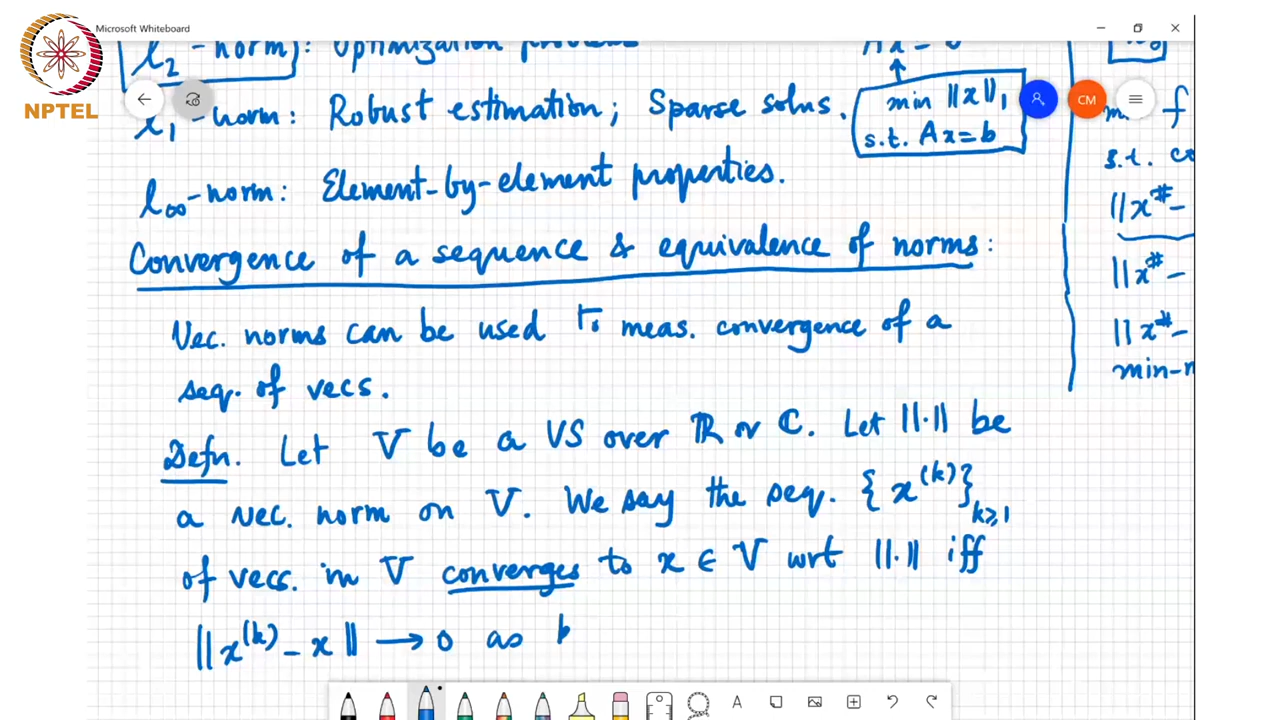 Microsoft Whiteboard
NPTEL
l₂-norm: Optimization
l₁-norm: Robust estimation; Sparse solns.
min ||x||₁
s.t. Ax=b
l∞-norm: Element-by-element properties.
Convergence of a sequence & equivalence of norms:
Vec. norms can be used to meas. convergence of a
seq. of vecs.
Defn. Let V be a VS over ℝ or ℂ. Let ||·|| be
a vec. norm on V. We say the seq. {x^(k)}_{k≥1}
of vecs. in V converges to x ∈ V wrt ||·|| iff
||x^(k) - x|| → 0 as
f
s.t.
||x^# -
||x^# -
||x^# -
CM
A